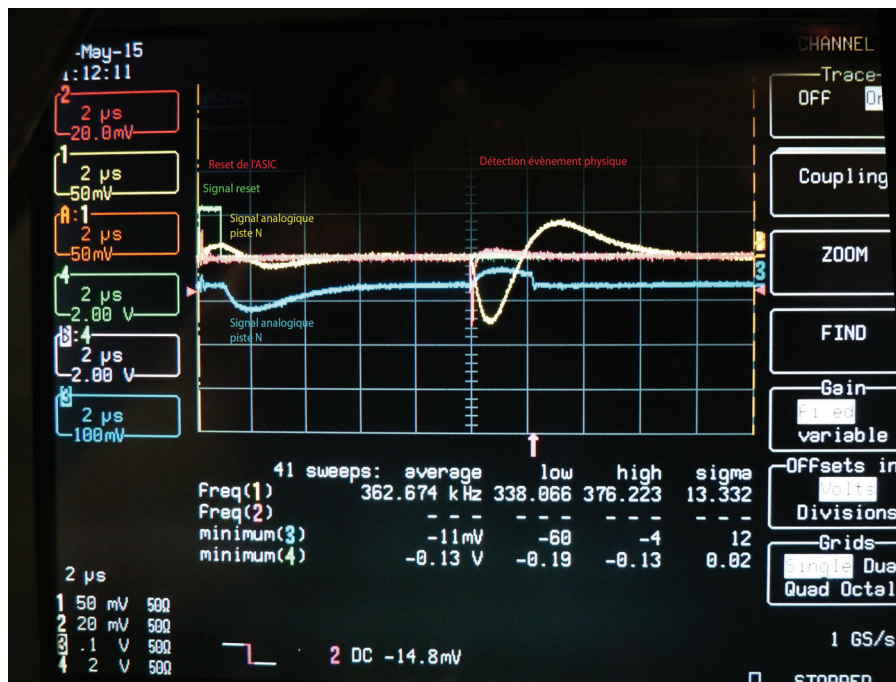 -May-15
1:12:11
2
2 µs
20.0mV
1
2 µs
50mV
A:1
2 µs
50mV
4
2 µs
2.00 V
B:4
2 µs
2.00 V
3
2 µs
100mV
LeCroy
Reset de l'ASIC
Signal reset
Signal analogique
piste N
Signal analogique
piste N
Détection évènement physique
3
CHANNEL
Trace
OFF On
Coupling
ZOOM
FIND
Gain
Fixed
variable
Offsets in
Volts
Divisions
Grids
Single Dua
Quad Octal
41 sweeps: average low high sigma
Freq(1) 362.674 kHz 338.066 376.223 13.332
Freq(2) - - - - - - - - - - - -
minimum(3) -11mV -60 -4 12
minimum(4) -0.13 V -0.19 -0.13 0.02
2 µs
1 50 mV 50Ω
2 20 mV 50Ω
3 .1 V 50Ω
4 2 V 50Ω
2 DC -14.8mV
1 GS/s
STOPPED